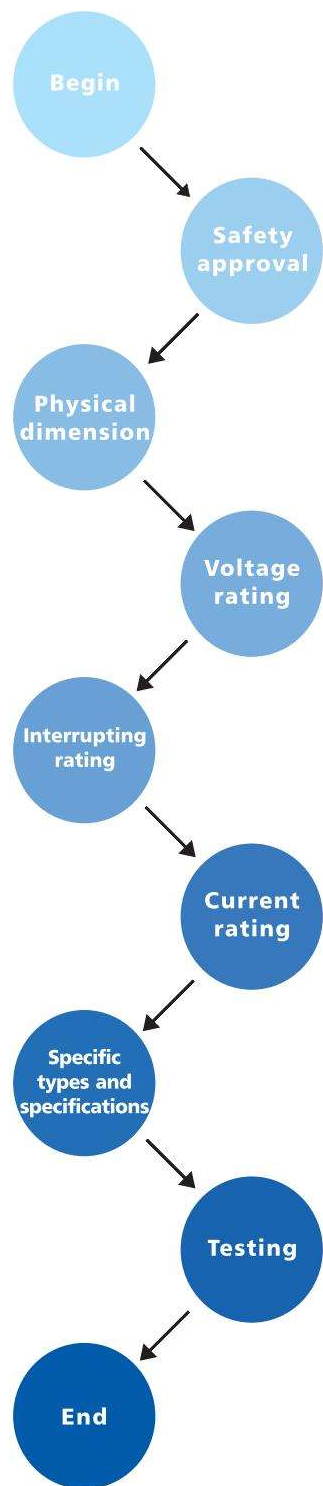 Begin
Safety
approval
Physical
dimension
Voltage
rating
Interrupting
rating
Current
rating
Specific
types and
specifications
Testing
End